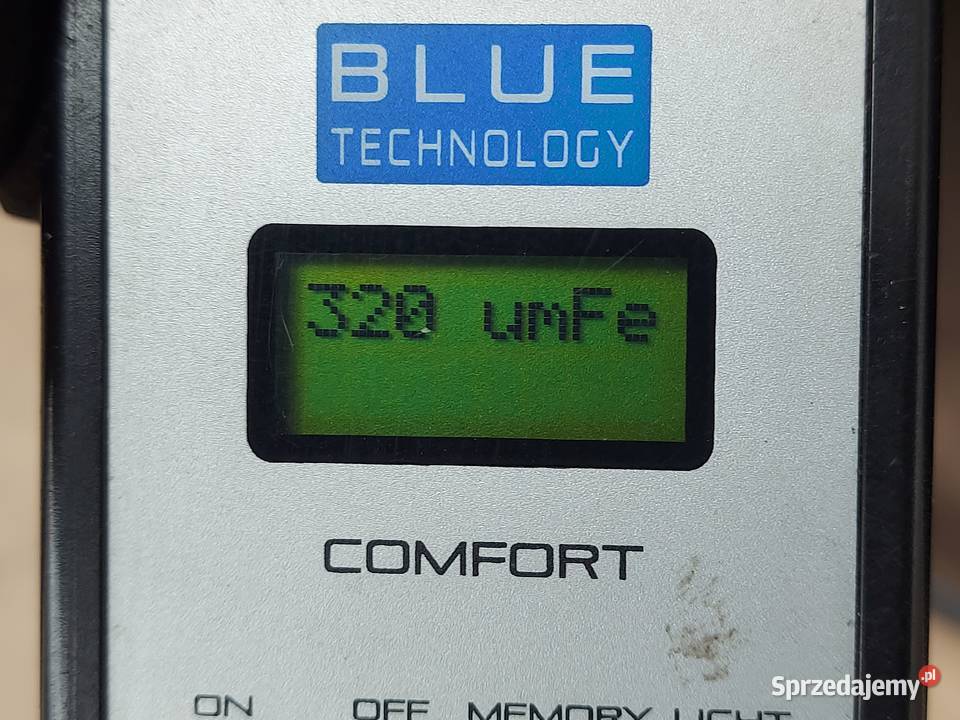 BLUE
TECHNOLOGY
320 umFe
COMFORT
ON OFF MEMORY LIGHT
Sprzedajemy.pl